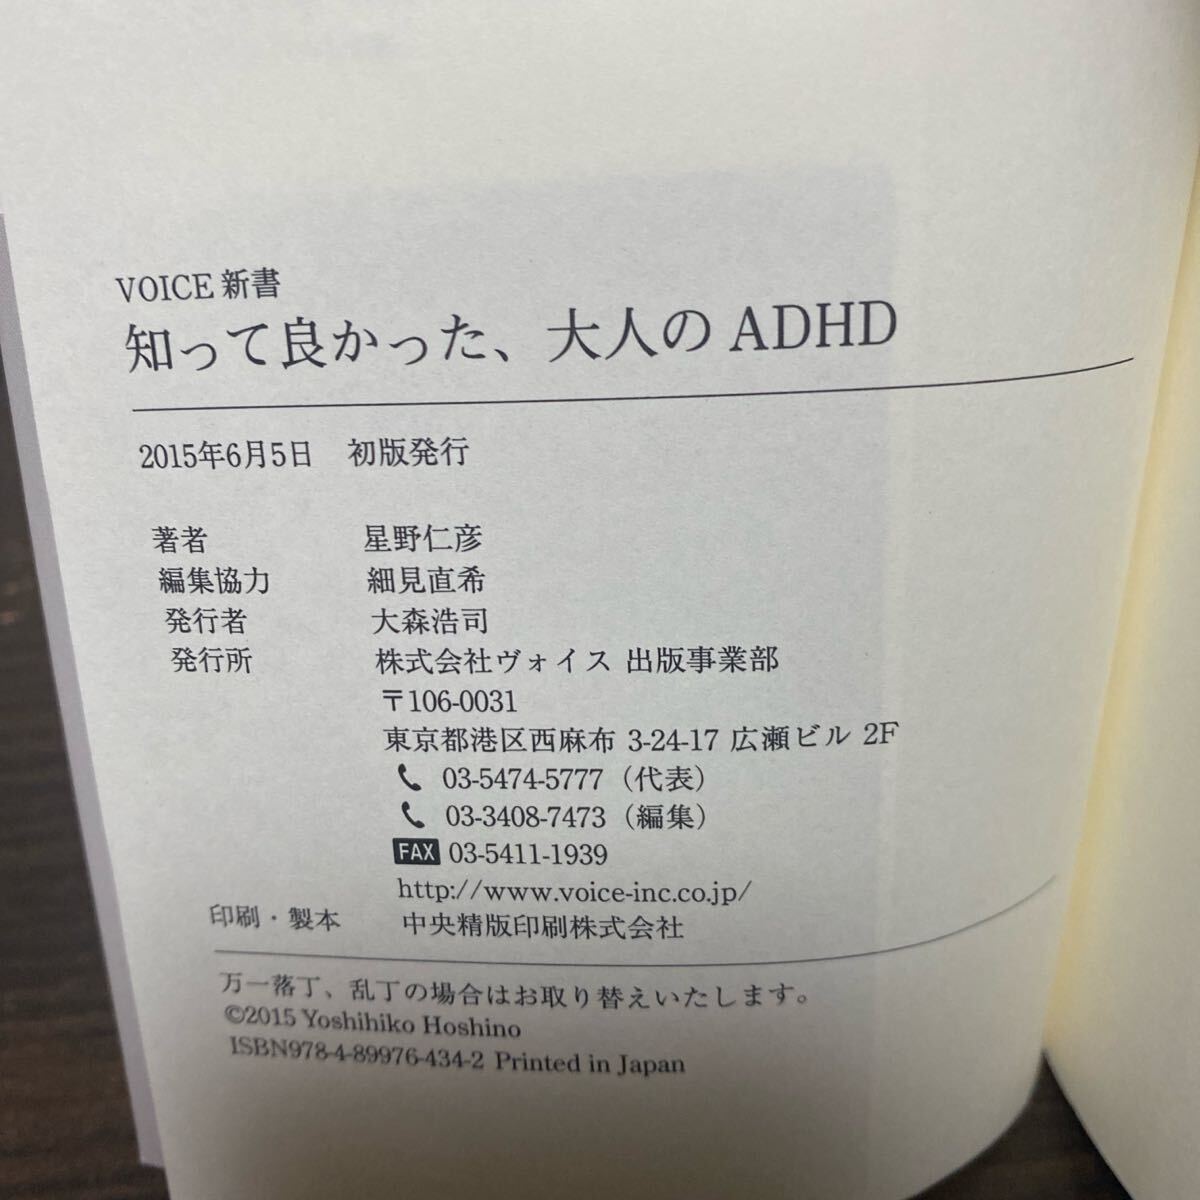 VOICE 新書
知って良かった、大人の ADHD
2015年6月5日　初版発行
著者　星野仁彦
編集協力　細見直希
発行者　大森浩司
発行所　株式会社ヴォイス 出版事業部
〒106-0031
東京都港区西麻布 3-24-17 広瀬ビル 2F
03-5474-5777（代表）
03-3408-7473（編集）
FAX 03-5411-1939
http://www.voice-inc.co.jp/
印刷・製本　中央精版印刷株式会社
万一落丁、乱丁の場合はお取り替えいたします。
©2015 Yoshihiko Hoshino
ISBN978-4-89976-434-2 Printed in Japan